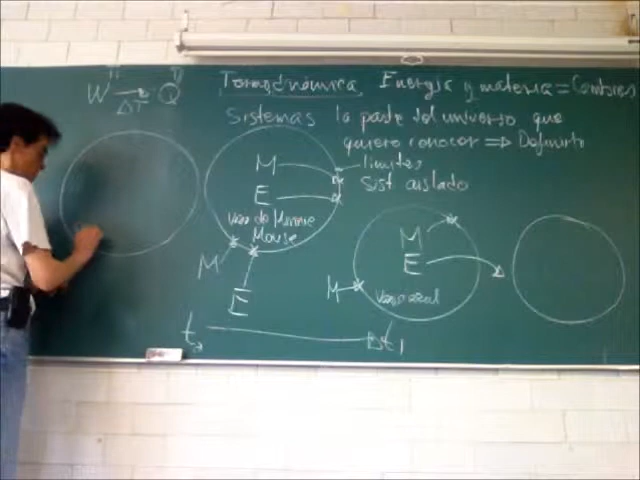 W → Q
ΔT
Termodinámica Energía y materia = Cambios
Sistemas la parte del universo que
quiero conocer ⇒ Definirlo
límites
sist aislado
M
E
Vaso de Minnie
Mouse
M
E
M
E
M
Vaso azul